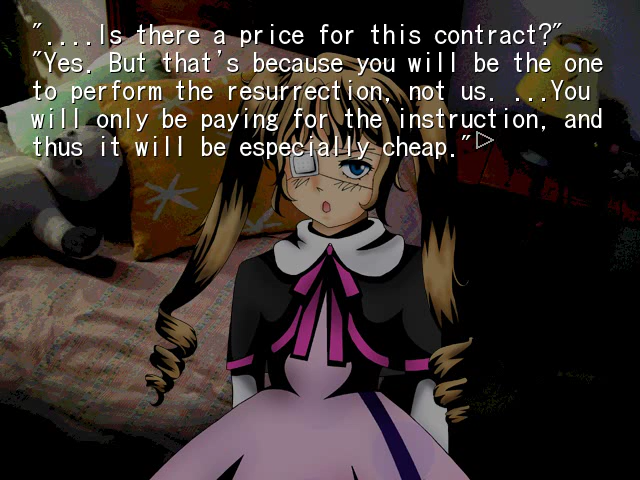 "....Is there a price for this contract?"
"Yes. But that's because you will be the one
to perform the resurrection, not us. ...You
will only be paying for the instruction, and
thus it will be especially cheap."